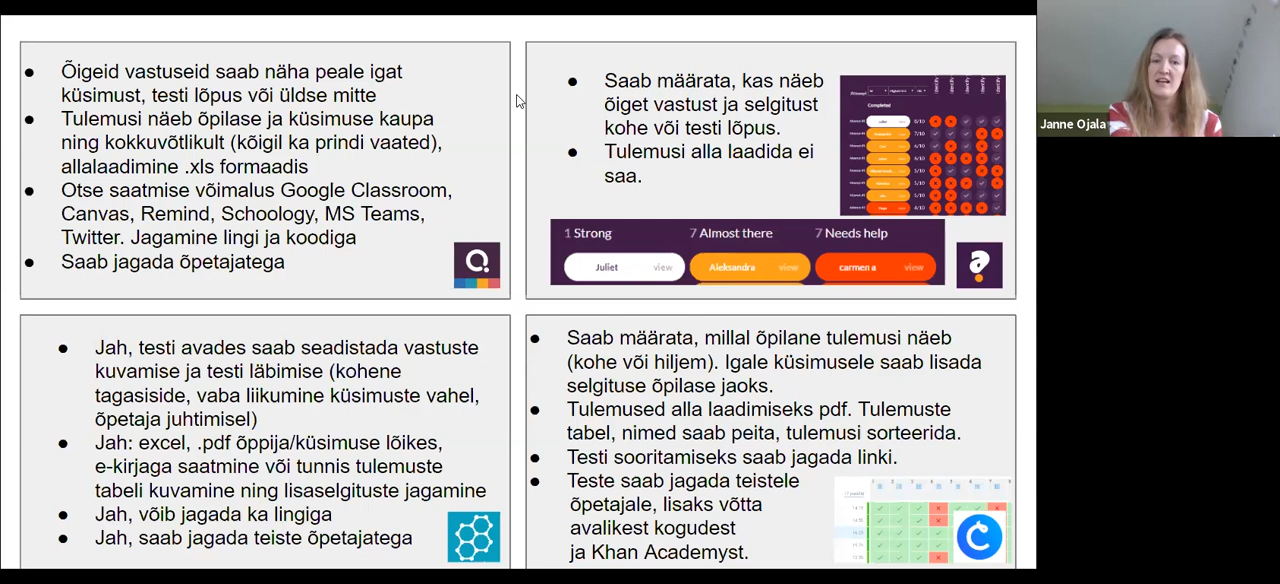 Õigeid vastuseid saab näha peale igat
küsimust, testi lõpus või üldse mitte
Tulemusi näeb õpilase ja küsimuse kaupa
ning kokkuvõtlikult (kõigil ka prindi vaated),
allalaadimine .xls formaadis
Otse saatmise võimalus Google Classroom,
Canvas, Remind, Schoology, MS Teams,
Twitter. Jagamine lingi ja koodiga
Saab jagada õpetajatega
Saab määrata, kas näeb
õiget vastust ja selgitust
kohe või testi lõpus.
Tulemusi alla laadida ei
saa.
Completed
1 Strong
7 Almost there
7 Needs help
Juliet view
Aleksandra view
carmen a view
Jah, testi avades saab seadistada vastuste
kuvamise ja testi läbimise (kohene
tagasiside, vaba liikumine küsimuste vahel,
õpetaja juhtimisel)
Jah: excel, .pdf õppija/küsimuse lõikes,
e-kirjaga saatmine või tunnis tulemuste
tabeli kuvamine ning lisaselgituste jagamine
Jah, võib jagada ka lingiga
Jah, saab jagada teiste õpetajatega
Saab määrata, millal õpilane tulemusi näeb
(kohe või hiljem). Igale küsimusele saab lisada
selgituse õpilase jaoks.
Tulemused alla laadimiseks pdf. Tulemuste
tabel, nimed saab peita, tulemusi sorteerida.
Testi sooritamiseks saab jagada linki.
Teste saab jagada teistele
õpetajale, lisaks võtta
avalikest kogudest
ja Khan Academyst.
Janne Ojala